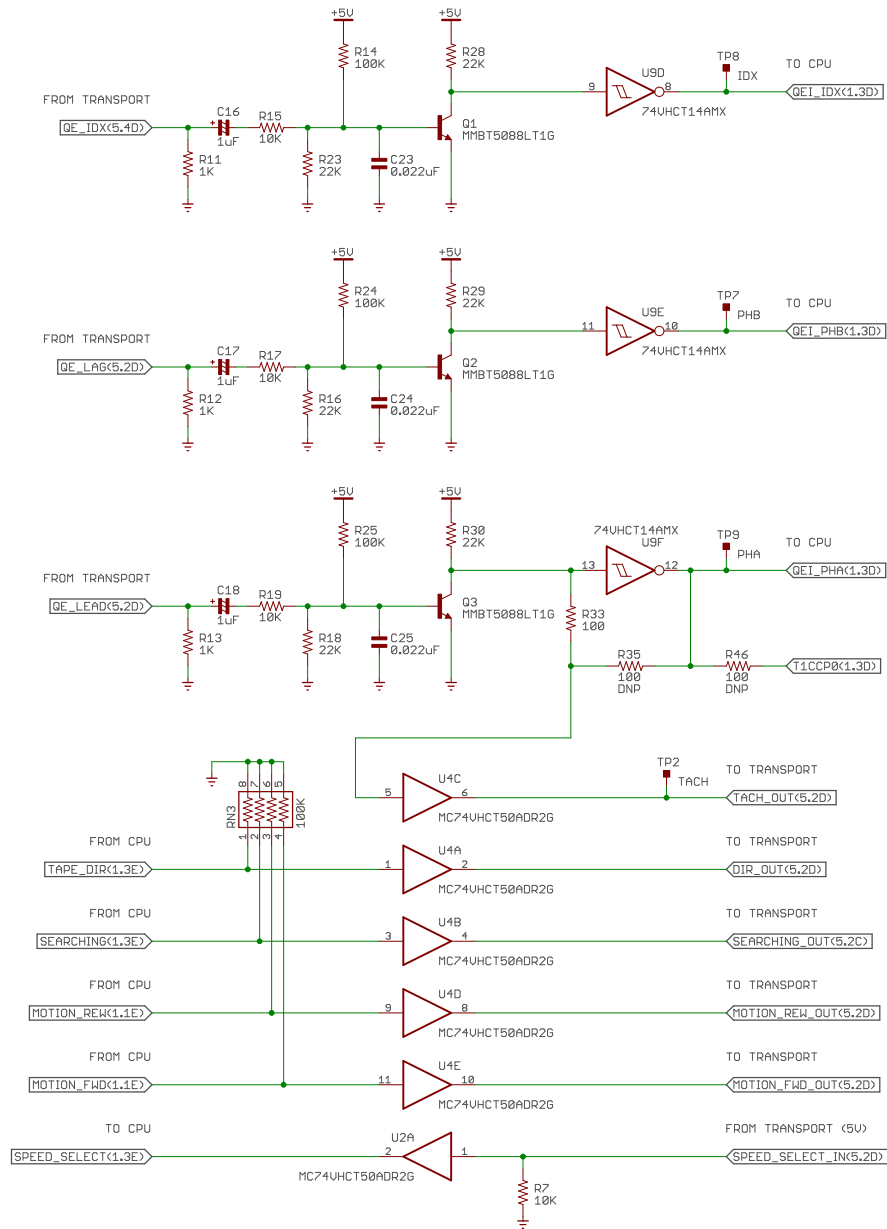 +5V
+5V
R14
100K
R28
22K
U9D
9
8
74VHCT14AMX
TP8
IDX
TO CPU
QEI_IDX(1.3D)
FROM TRANSPORT
QE_IDX(5.4D)
C16
+
1uF
R15
10K
R11
1K
R23
22K
C23
0.022uF
Q1
MMBT5088LT1G
+5V
+5V
R24
100K
R29
22K
U9E
11
10
74VHCT14AMX
TP7
PHB
TO CPU
QEI_PHB(1.3D)
FROM TRANSPORT
QE_LAG(5.2D)
C17
+
1uF
R17
10K
R12
1K
R16
22K
C24
0.022uF
Q2
MMBT5088LT1G
+5V
+5V
R25
100K
R30
22K
74VHCT14AMX
U9F
13
12
TP9
PHA
TO CPU
QEI_PHA(1.3D)
FROM TRANSPORT
QE_LEAD(5.2D)
C18
+
1uF
R19
10K
R13
1K
R18
22K
C25
0.022uF
Q3
MMBT5088LT1G
R33
100
R35
100
DNP
R46
100
DNP
T1CCP0(1.3D)
RN3
8
7
6
5
1
2
3
4
100K
U4C
5
6
MC74VHCT50ADR2G
TP2
TACH
TO TRANSPORT
TACH_OUT(5.2D)
FROM CPU
TAPE_DIR(1.3E)
U4A
1
2
MC74VHCT50ADR2G
TO TRANSPORT
DIR_OUT(5.2D)
FROM CPU
SEARCHING(1.3E)
U4B
3
4
MC74VHCT50ADR2G
TO TRANSPORT
SEARCHING_OUT(5.2C)
FROM CPU
MOTION_REW(1.1E)
U4D
9
8
MC74VHCT50ADR2G
TO TRANSPORT
MOTION_REW_OUT(5.2D)
FROM CPU
MOTION_FWD(1.1E)
U4E
11
10
MC74VHCT50ADR2G
TO TRANSPORT
MOTION_FWD_OUT(5.2D)
TO CPU
SPEED_SELECT(1.3E)
U2A
2
1
MC74VHCT50ADR2G
FROM TRANSPORT (5V)
SPEED_SELECT_IN(5.2D)
R7
10K